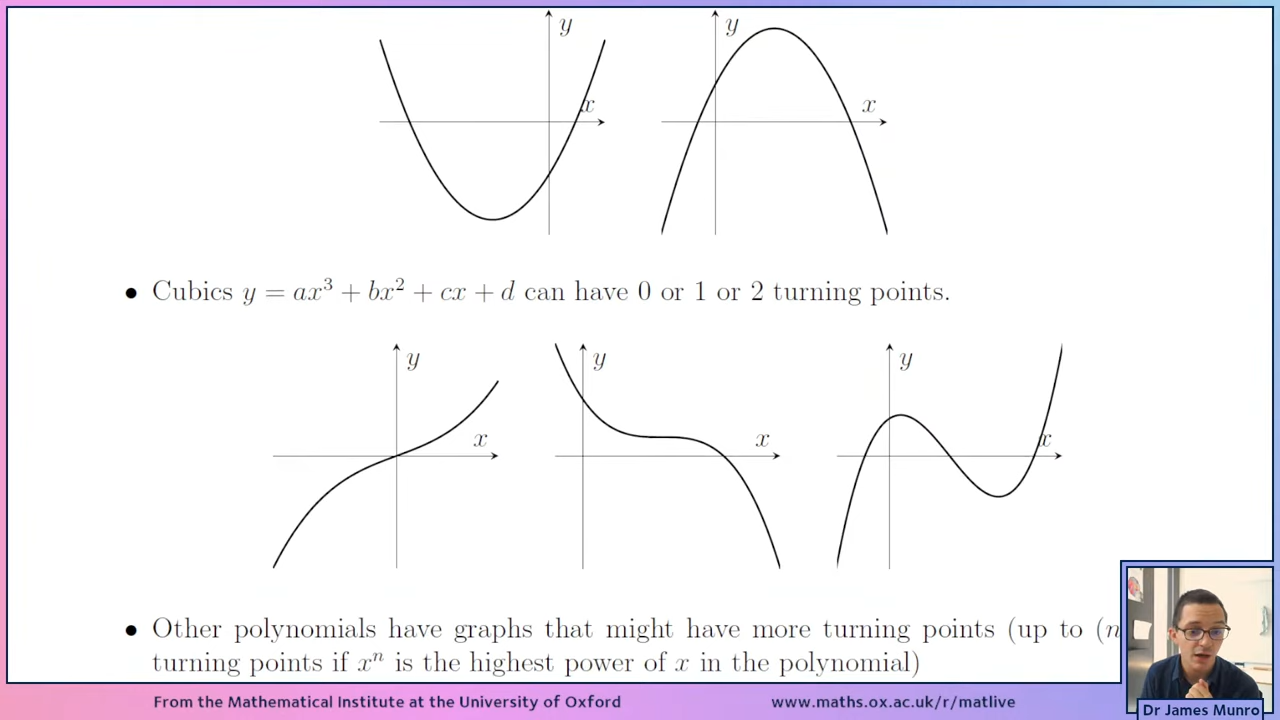 y y
x x
• Cubics y = ax³ + bx² + cx + d can have 0 or 1 or 2 turning points.
y y y
x x x
• Other polynomials have graphs that might have more turning points (up to (n
turning points if xⁿ is the highest power of x in the polynomial)
From the Mathematical Institute at the University of Oxford www.maths.ox.ac.uk/r/matlive
Dr James Munro